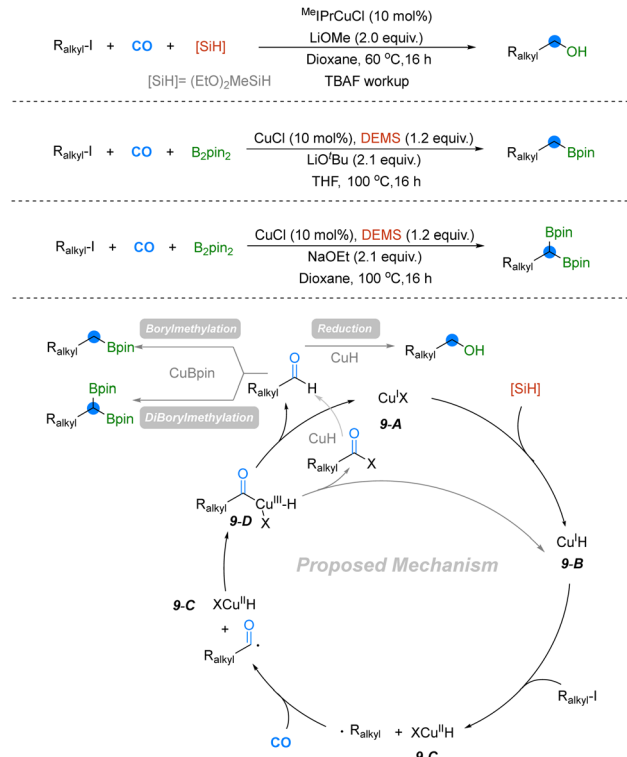 MeIPrCuCl (10 mol%)
Ralkyl-I + CO + [SiH]
LiOMe (2.0 equiv.)
Dioxane, 60 oC,16 h
TBAF workup
[SiH]= (EtO)2MeSiH
Ralkyl OH
CuCl (10 mol%), DEMS (1.2 equiv.)
Ralkyl-I + CO + B2pin2
LiOtBu (2.1 equiv.)
THF, 100 oC,16 h
Ralkyl Bpin
CuCl (10 mol%), DEMS (1.2 equiv.)
Ralkyl-I + CO + B2pin2
NaOEt (2.1 equiv.)
Dioxane, 100 oC,16 h
Bpin
Ralkyl Bpin
Borylmethylation
Reduction
Ralkyl Bpin
CuBpin
O
Ralkyl H
CuH
Ralkyl OH
Bpin
Ralkyl Bpin
DiBorylmethylation
CuIX
9-A
[SiH]
CuH
O
Ralkyl X
O
Ralkyl CuIII-H
X
9-D
CuIH
9-B
Proposed Mechanism
9-C XCuIIH
+
O
Ralkyl ·
Ralkyl-I
CO
· Ralkyl + XCuIIH
9-C